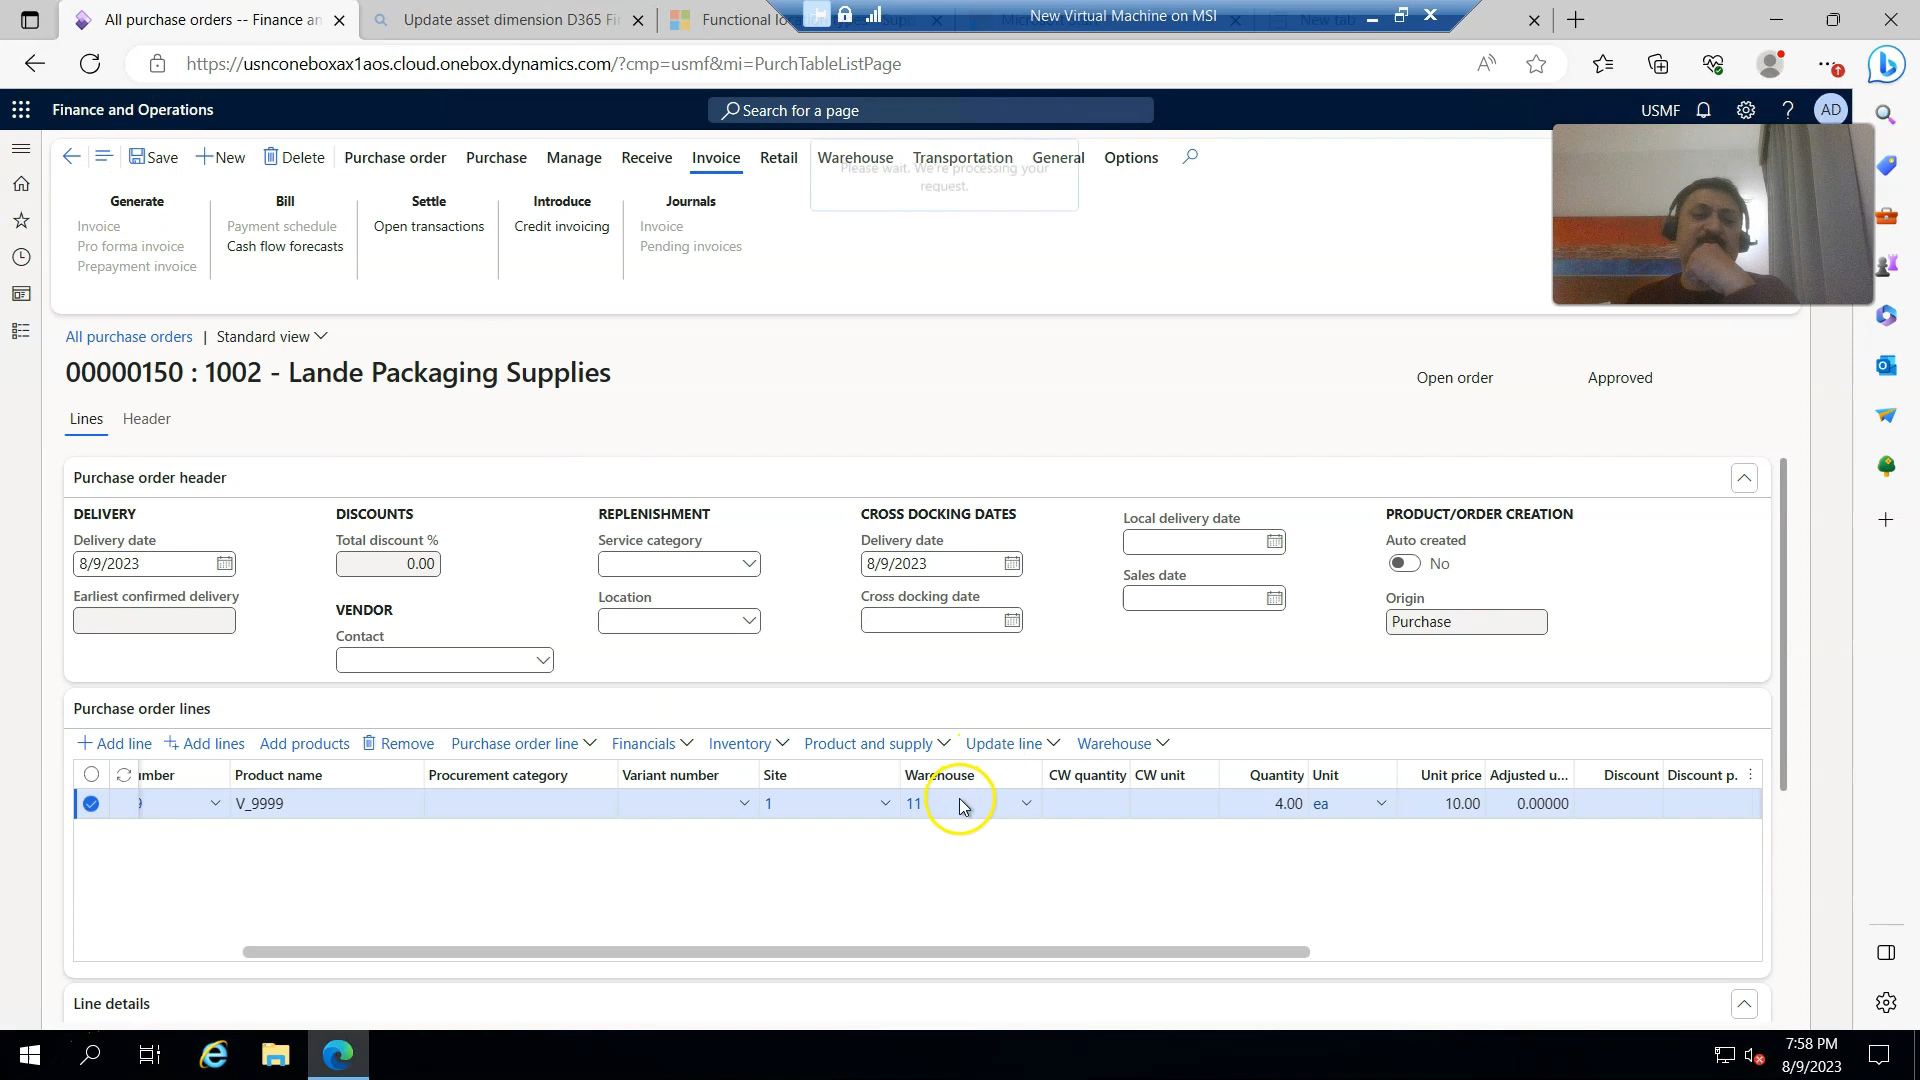 All purchase orders -- Finance an
Update asset dimension D365 Fi
Functional lo
New Virtual Machine on MSI
New tab
https://usnconeboxax1aos.cloud.onebox.dynamics.com/?cmp=usmf&mi=PurchTableListPage
Finance and Operations
Search for a page
USMF
AD
Save
New
Delete
Purchase order
Purchase
Manage
Receive
Invoice
Retail
Warehouse
Transportation
General
Options
Please wait. We're processing your
request.
Generate
Bill
Settle
Introduce
Journals
Invoice
Payment schedule
Open transactions
Credit invoicing
Invoice
Pro forma invoice
Cash flow forecasts
Pending invoices
Prepayment invoice
All purchase orders | Standard view
00000150 : 1002 - Lande Packaging Supplies
Open order
Approved
Lines
Header
Purchase order header
DELIVERY
DISCOUNTS
REPLENISHMENT
CROSS DOCKING DATES
Local delivery date
PRODUCT/ORDER CREATION
Delivery date
Total discount %
Service category
Delivery date
Auto created
8/9/2023
0.00
8/9/2023
No
Sales date
Earliest confirmed delivery
VENDOR
Location
Cross docking date
Origin
Purchase
Contact
Purchase order lines
Add line
Add lines
Add products
Remove
Purchase order line
Financials
Inventory
Product and supply
Update line
Warehouse
umber
Product name
Procurement category
Variant number
Site
Warehouse
CW quantity
CW unit
Quantity
Unit
Unit price
Adjusted u...
Discount
Discount p.
V_9999
1
11
4.00
ea
10.00
0.00000
Line details
7:58 PM
8/9/2023